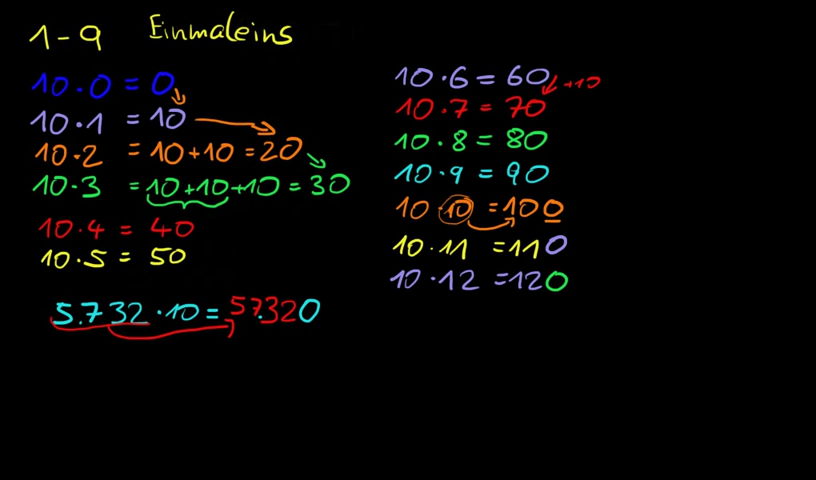 1-9 Einmaleins
10·0 = 0
10·1 = 10
10·2 = 10+10 = 20
10·3 = 10+10+10 = 30
10·4 = 40
10·5 = 50
5.732·10 = 57.320
10·6 = 60 +10
10·7 = 70
10·8 = 80
10·9 = 90
10·10 = 100
10·11 = 110
10·12 = 120